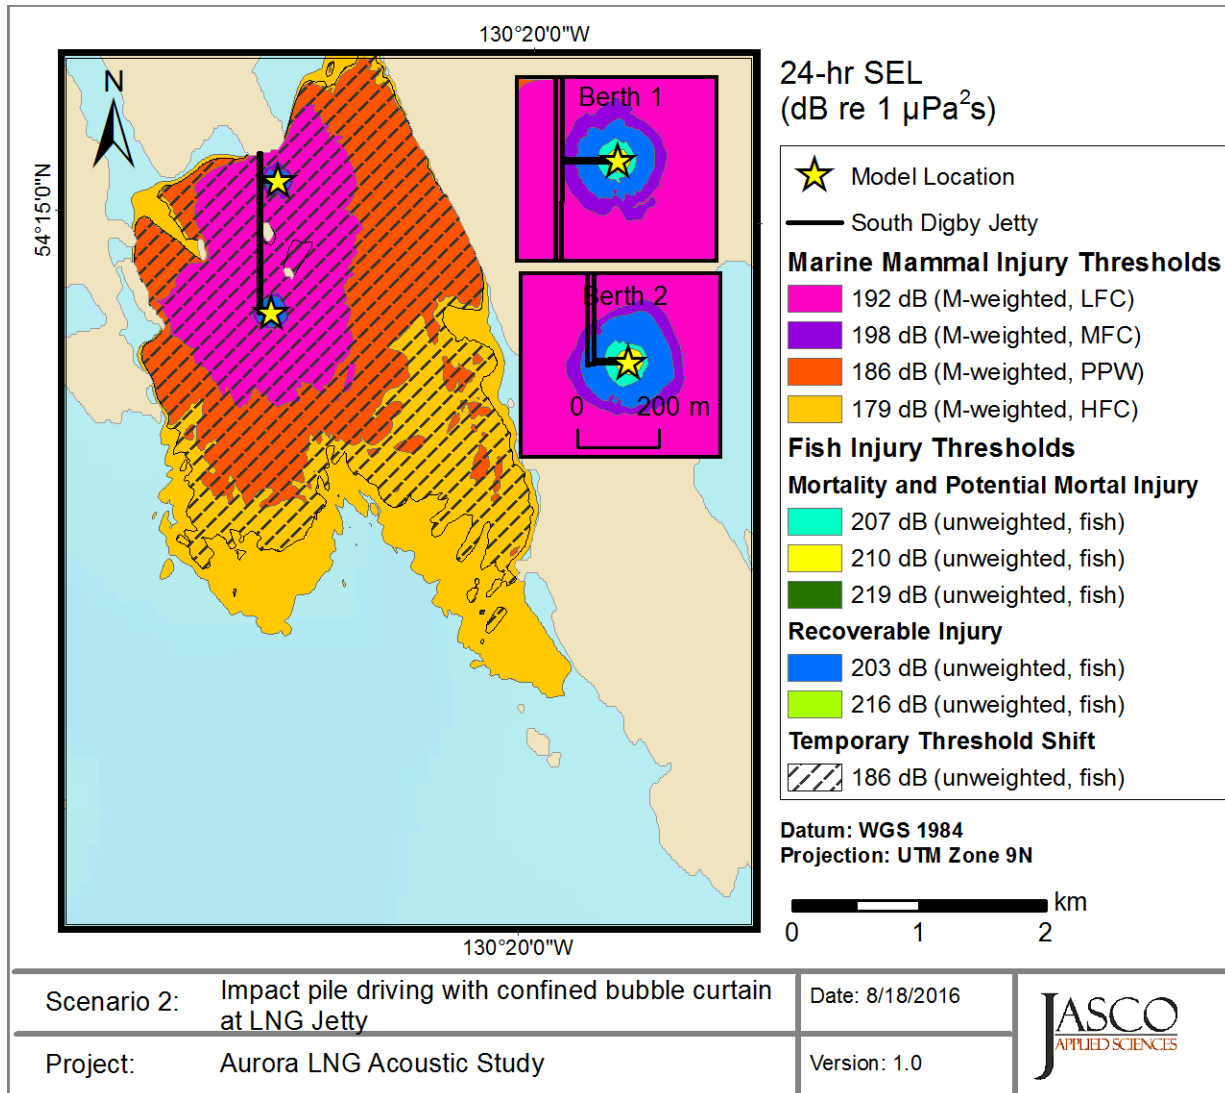 130°20'0"W
54°15'0"N
N
Berth 1
Berth 2
0 200 m
130°20'0"W
24-hr SEL
(dB re 1 µPa²s)
Model Location
South Digby Jetty
Marine Mammal Injury Thresholds
192 dB (M-weighted, LFC)
198 dB (M-weighted, MFC)
186 dB (M-weighted, PPW)
179 dB (M-weighted, HFC)
Fish Injury Thresholds
Mortality and Potential Mortal Injury
207 dB (unweighted, fish)
210 dB (unweighted, fish)
219 dB (unweighted, fish)
Recoverable Injury
203 dB (unweighted, fish)
216 dB (unweighted, fish)
Temporary Threshold Shift
186 dB (unweighted, fish)
Datum: WGS 1984
Projection: UTM Zone 9N
km
0 1 2
Scenario 2: Impact pile driving with confined bubble curtain
at LNG Jetty
Date: 8/18/2016
Project: Aurora LNG Acoustic Study
Version: 1.0
JASCO
APPLIED SCIENCES